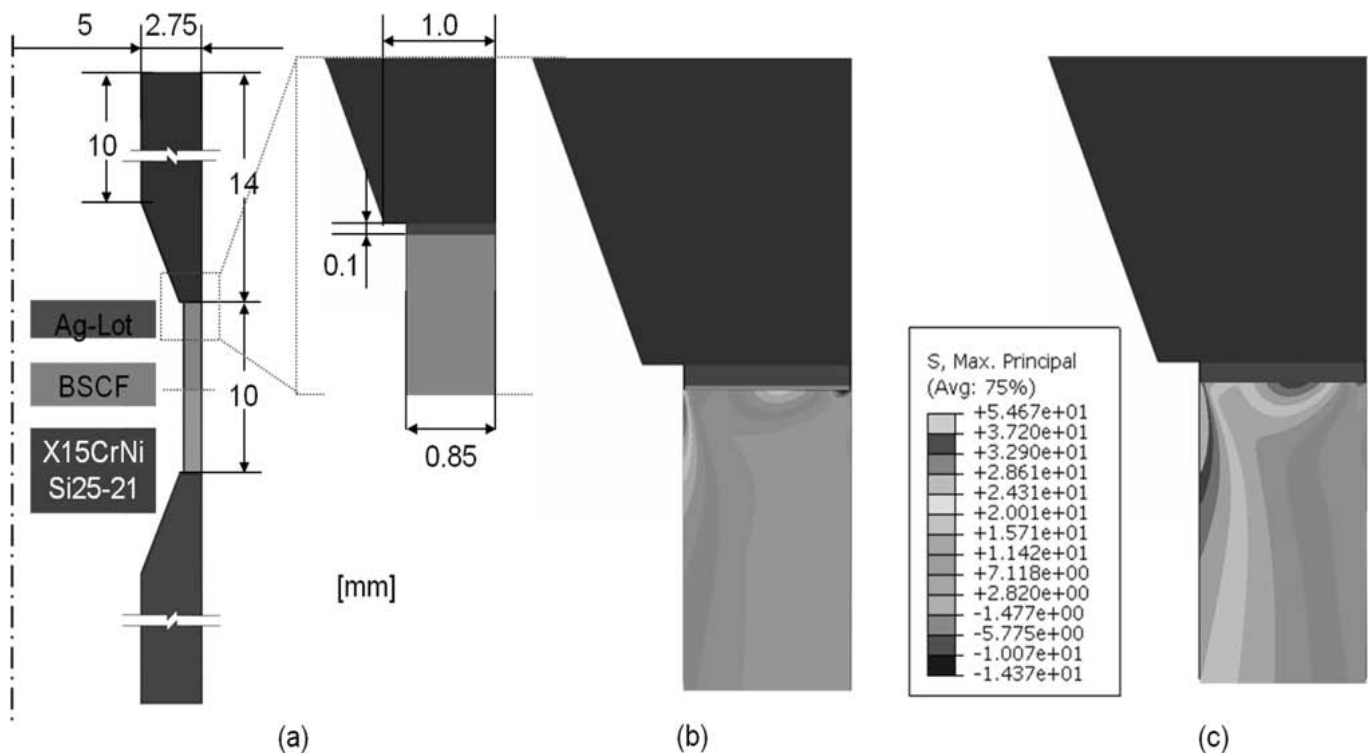 5
2.75
1.0
10
14
0.1
Ag-Lot
BSCF
10
X15CrNi
Si25-21
0.85
[mm]
S, Max. Principal
(Avg: 75%)
+5.467e+01
+3.720e+01
+3.290e+01
+2.861e+01
+2.431e+01
+2.001e+01
+1.571e+01
+1.142e+01
+7.118e+00
+2.820e+00
-1.477e+00
-5.775e+00
-1.007e+01
-1.437e+01
(a)
(b)
(c)